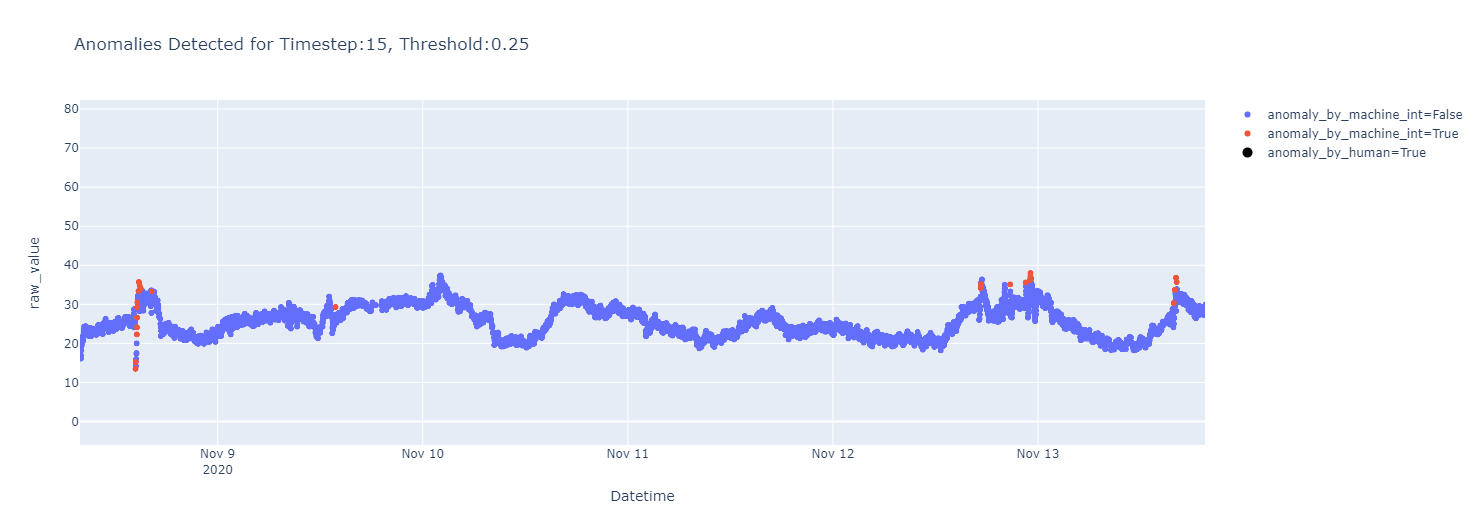 Anomalies Detected for Timestep:15, Threshold:0.25
80
70
60
50
40
30
20
10
0
raw_value
Nov 9
2020
Nov 10
Nov 11
Nov 12
Nov 13
Datetime
anomaly_by_machine_int=False
anomaly_by_machine_int=True
anomaly_by_human=True